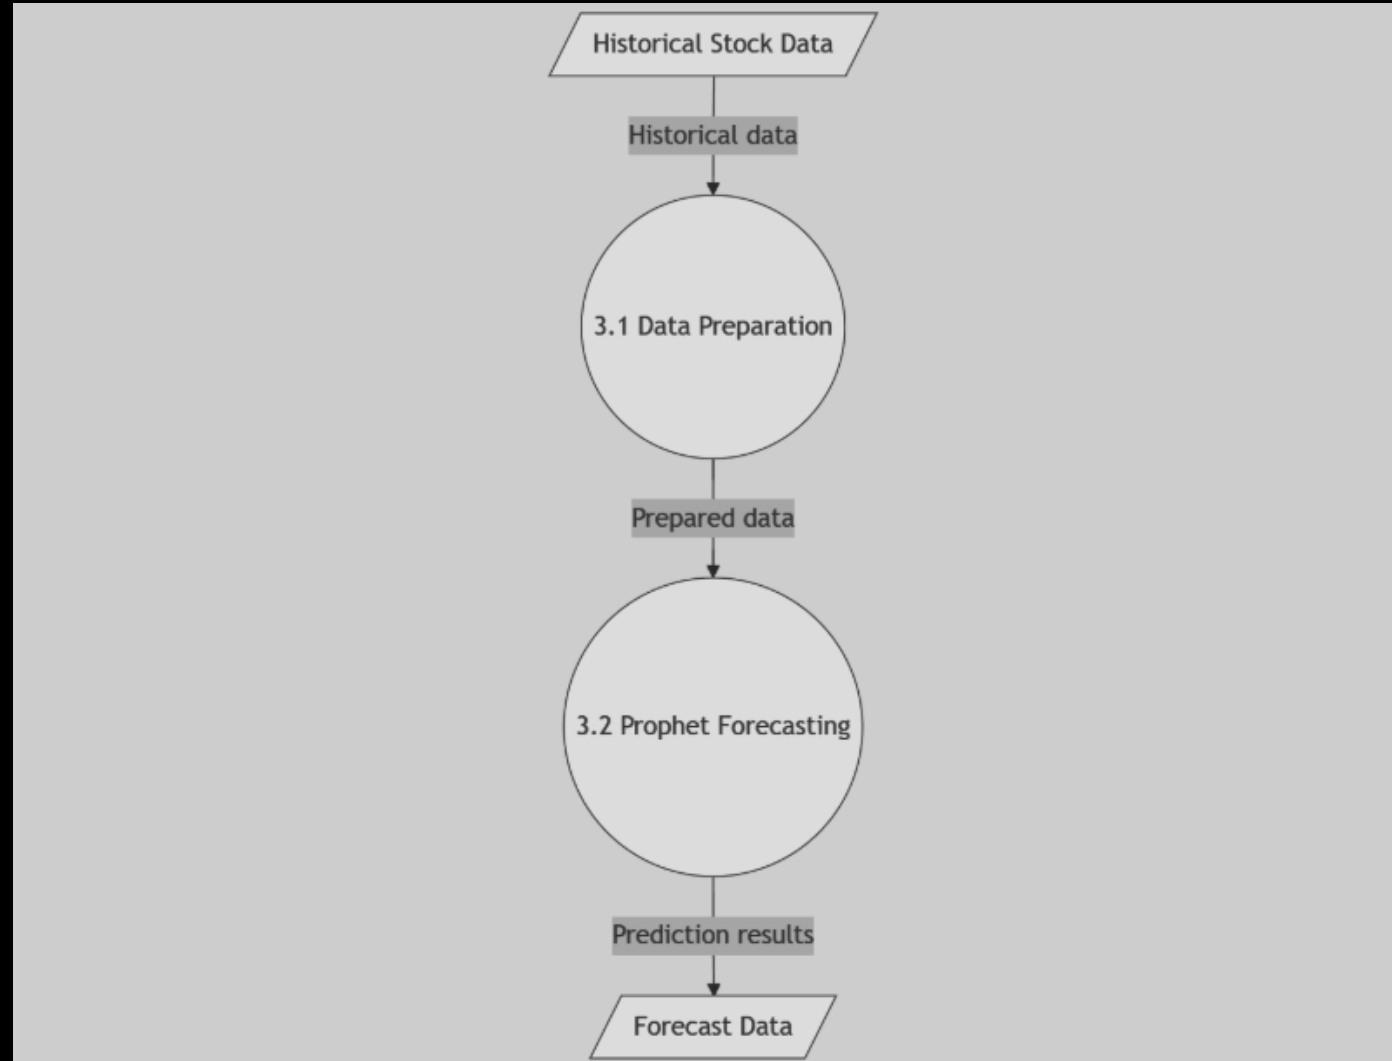 Historical Stock Data
Historical data
3.1 Data Preparation
Prepared data
3.2 Prophet Forecasting
Prediction results
Forecast Data